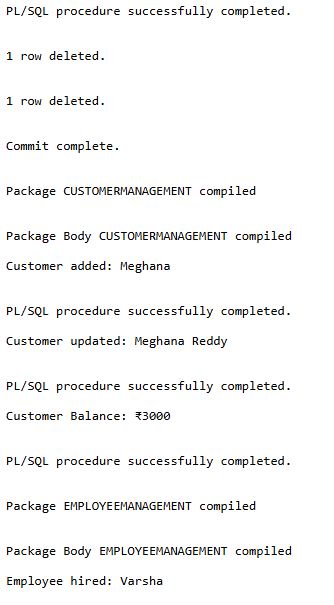 PL/SQL procedure successfully completed.
1 row deleted.
1 row deleted.
Commit complete.
Package CUSTOMERMANAGEMENT compiled
Package Body CUSTOMERMANAGEMENT compiled
Customer added: Meghana
PL/SQL procedure successfully completed.
Customer updated: Meghana Reddy
PL/SQL procedure successfully completed.
Customer Balance: ₹3000
PL/SQL procedure successfully completed.
Package EMPLOYEEMANAGEMENT compiled
Package Body EMPLOYEEMANAGEMENT compiled
Employee hired: Varsha